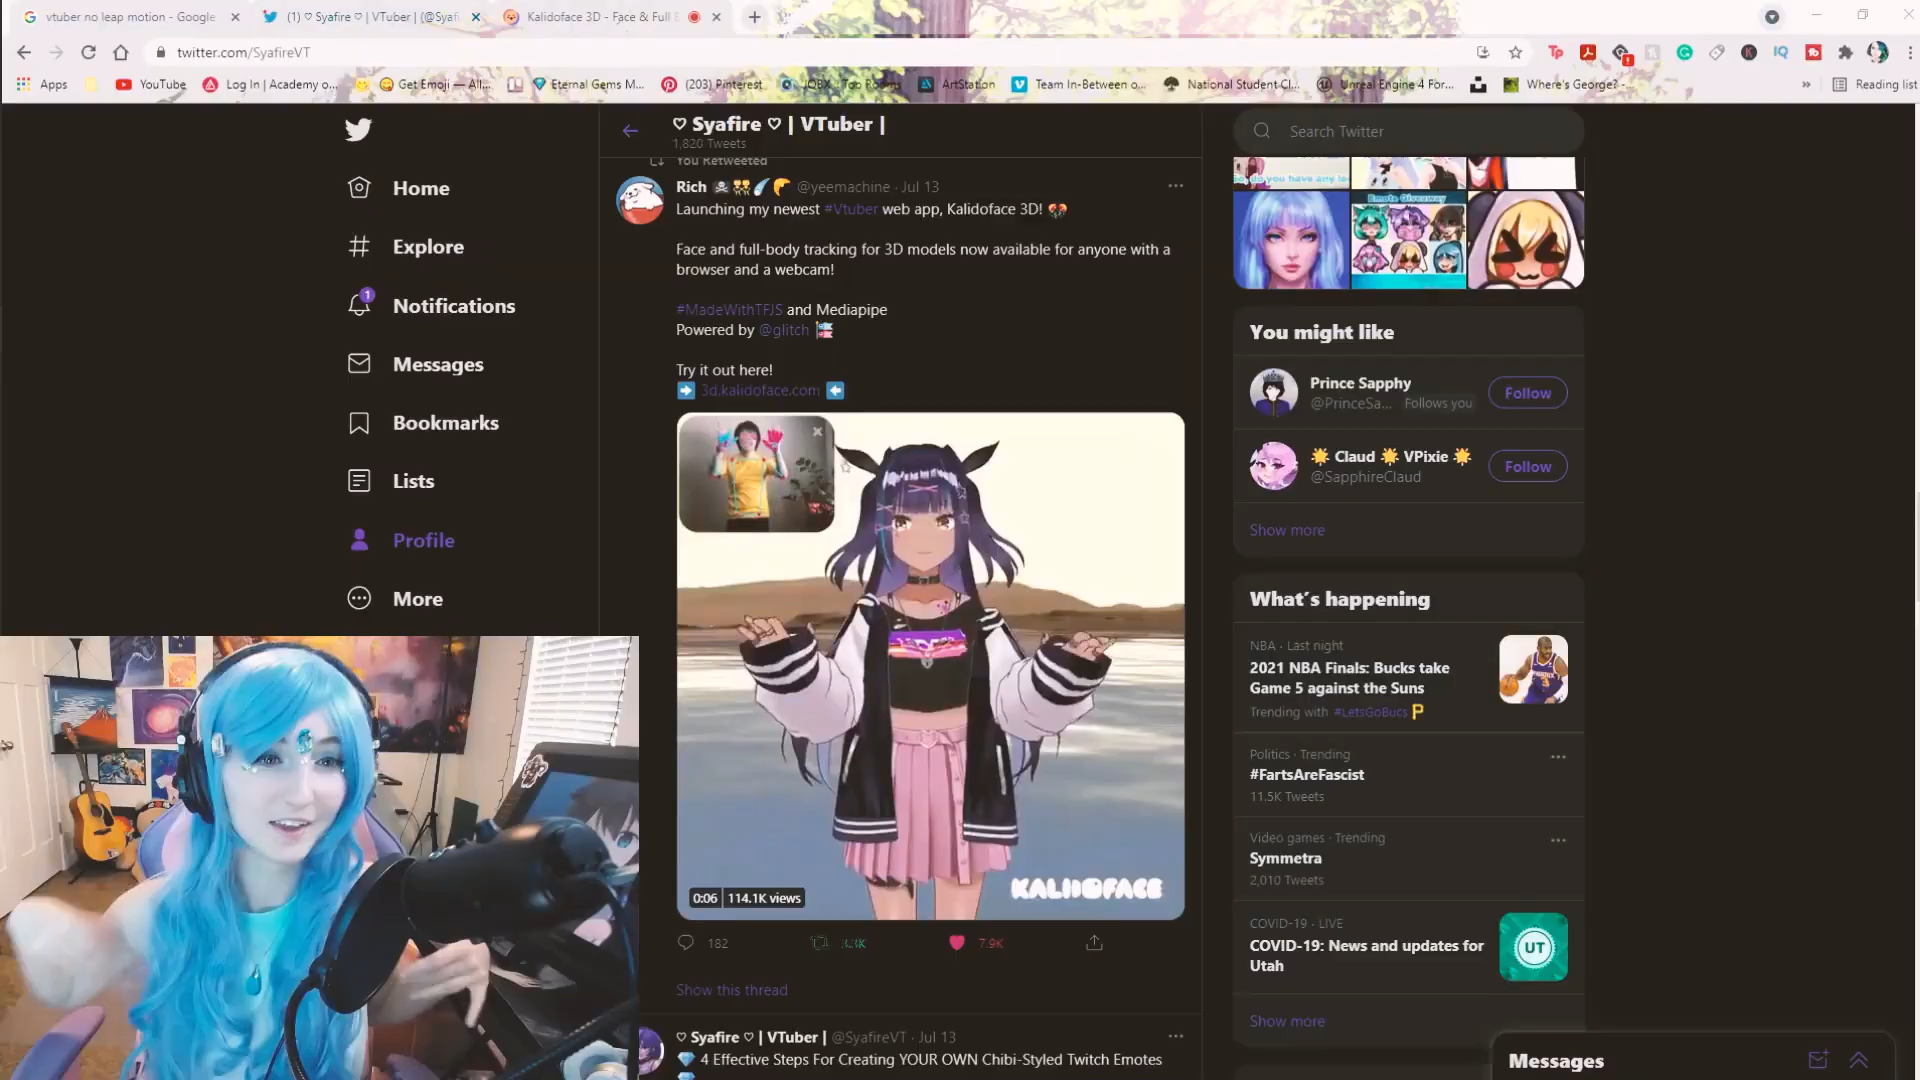 vtuber no leap motion - Google
(1) ♡ Syafire ♡ | VTuber | (@Syafi
Kalidoface 3D - Face & Full B
twitter.com/SyafireVT
Apps
YouTube
Log In | Academy o...
Get Emoji — All...
Eternal Gems M...
(203) Pinterest
ArtStation
Team In-Between o...
National Student Cl...
Unreal Engine 4 For...
Where's George? -...
Reading list
Home
Explore
Notifications
Messages
Bookmarks
Lists
Profile
More
♡ Syafire ♡ | VTuber |
1,820 Tweets
You Retweeted
Rich @yeemachine · Jul 13
Launching my newest #Vtuber web app, Kalidoface 3D!
Face and full-body tracking for 3D models now available for anyone with a
browser and a webcam!
#MadeWithTFJS and Mediapipe
Powered by @glitch
Try it out here!
➡ 3d.kalidoface.com ⬅
KALIDOFACE
0:06 114.1K views
182
7.9K
Show this thread
♡ Syafire ♡ | VTuber | @SyafireVT · Jul 13
💎 4 Effective Steps For Creating YOUR OWN Chibi-Styled Twitch Emotes
Search Twitter
do you have any
Emote Giveaway
You might like
Prince Sapphy
@PrinceSa... Follows you
Follow
🌟 Claud 🌟 VPixie 🌟
@SapphireClaud
Follow
Show more
What's happening
NBA · Last night
2021 NBA Finals: Bucks take
Game 5 against the Suns
Trending with #LetsGoBucs
Politics · Trending
#FartsAreFascist
11.5K Tweets
Video games · Trending
Symmetra
2,010 Tweets
COVID-19 · LIVE
COVID-19: News and updates for
Utah
UT
Show more
Messages